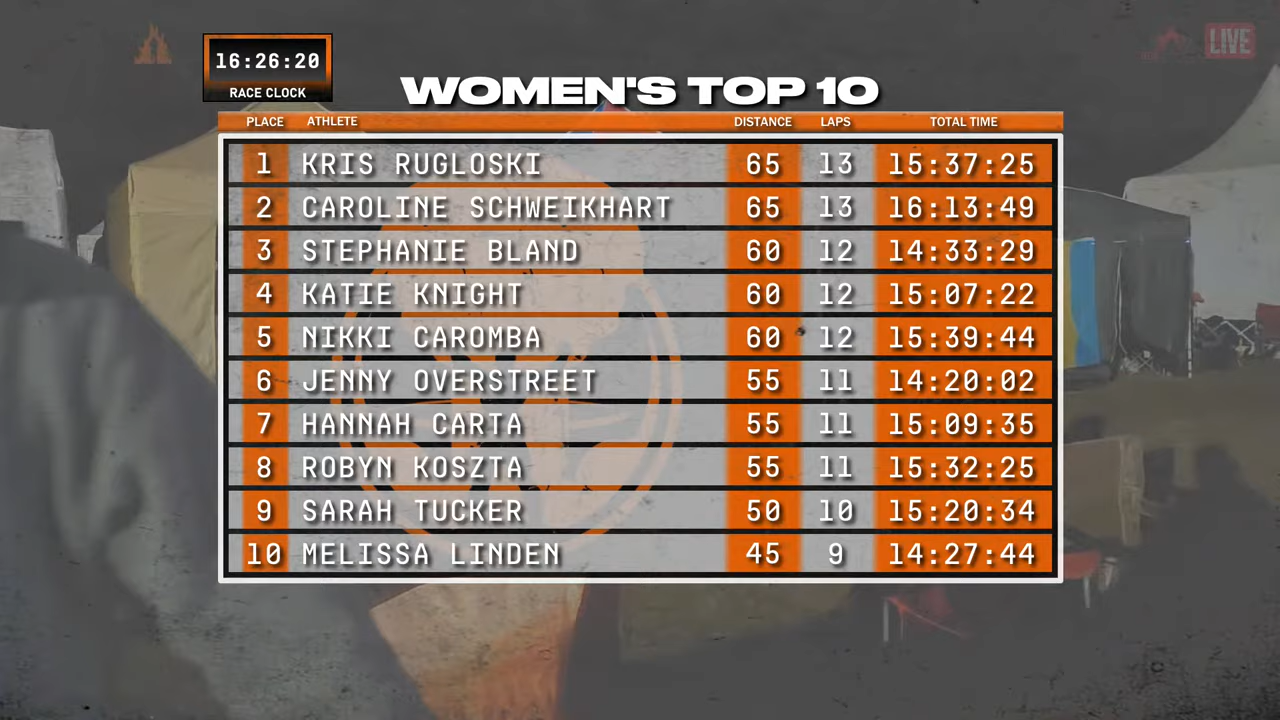 16:26:20
RACE CLOCK
LIVE
WOMEN'S TOP 10
PLACE ATHLETE DISTANCE LAPS TOTAL TIME
1 KRIS RUGLOSKI 65 13 15:37:25
2 CAROLINE SCHWEIKHART 65 13 16:13:49
3 STEPHANIE BLAND 60 12 14:33:29
4 KATIE KNIGHT 60 12 15:07:22
5 NIKKI CAROMBA 60 12 15:39:44
6 JENNY OVERSTREET 55 11 14:20:02
7 HANNAH CARTA 55 11 15:09:35
8 ROBYN KOSZTA 55 11 15:32:25
9 SARAH TUCKER 50 10 15:20:34
10 MELISSA LINDEN 45 9 14:27:44